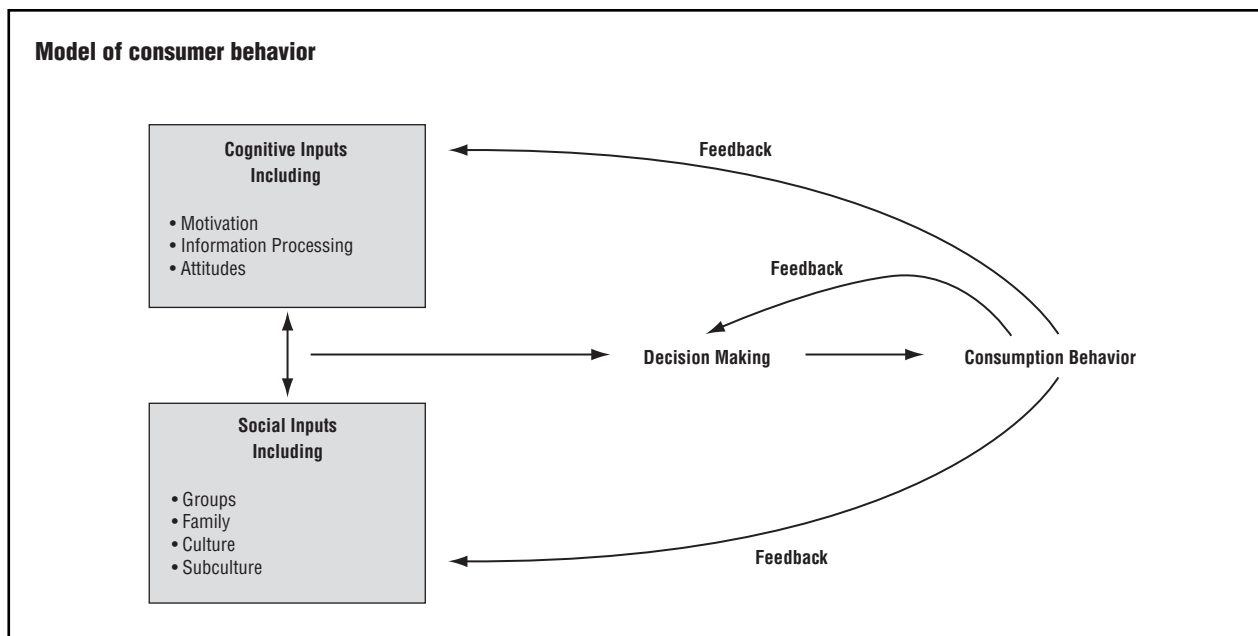 Model of consumer behavior
Cognitive Inputs
Including
• Motivation
• Information Processing
• Attitudes
Feedback
Feedback
Decision Making
Consumption Behavior
Social Inputs
Including
• Groups
• Family
• Culture
• Subculture
Feedback